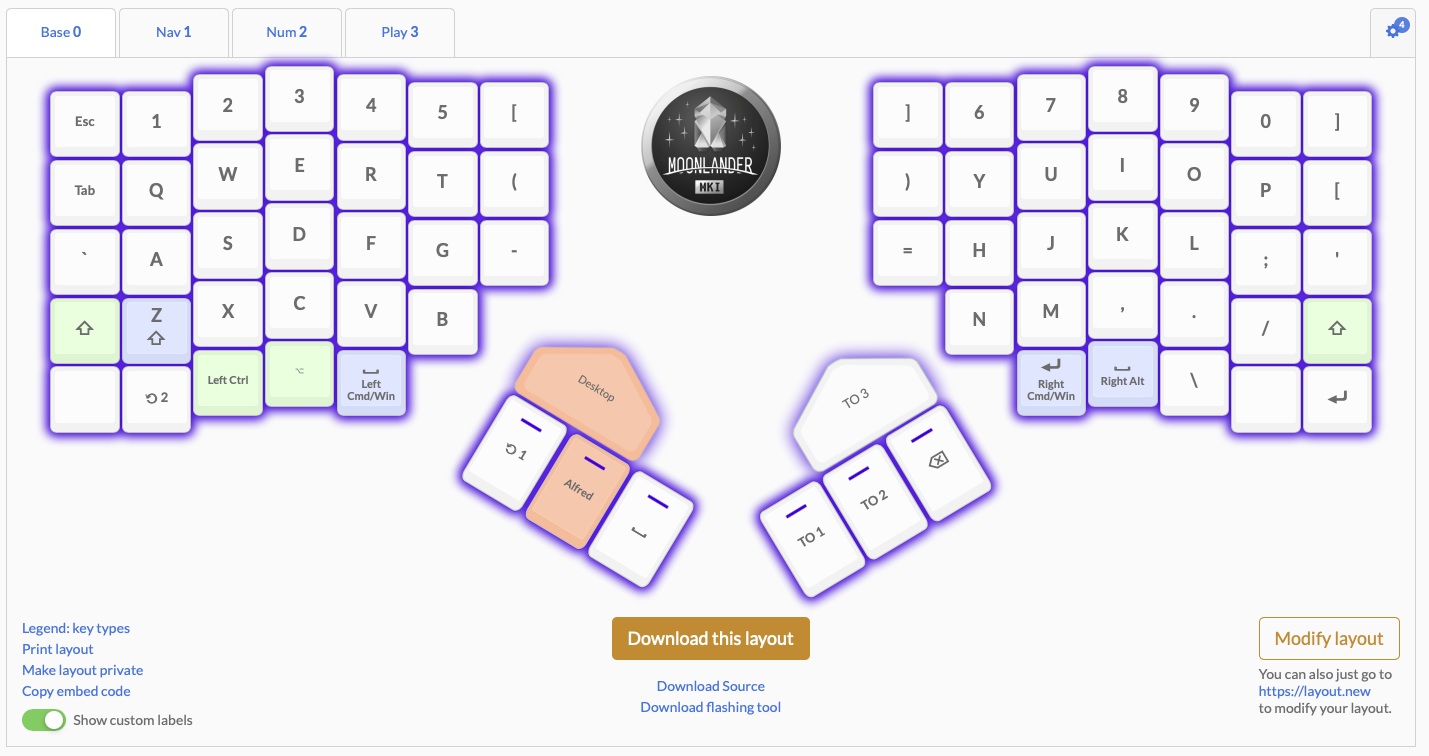 Base 0
Nav 1
Num 2
Play 3
4
Esc
1
2
3
4
5
[
]
6
7
8
9
0
]
Tab
Q
W
E
R
T
(
)
Y
U
I
O
P
[
`
A
S
D
F
G
-
=
H
J
K
L
;
'
Z
X
C
V
B
N
M
,
.
/
2
Left Ctrl
⌥
Left
Cmd/Win
Right
Cmd/Win
Right Alt
\
MOONLANDER
MKI
Desktop
1
Alfred
TO 3
TO 1
TO 2
Legend: key types
Print layout
Make layout private
Copy embed code
Show custom labels
Download this layout
Download Source
Download flashing tool
Modify layout
You can also just go to
https://layout.new
to modify your layout.